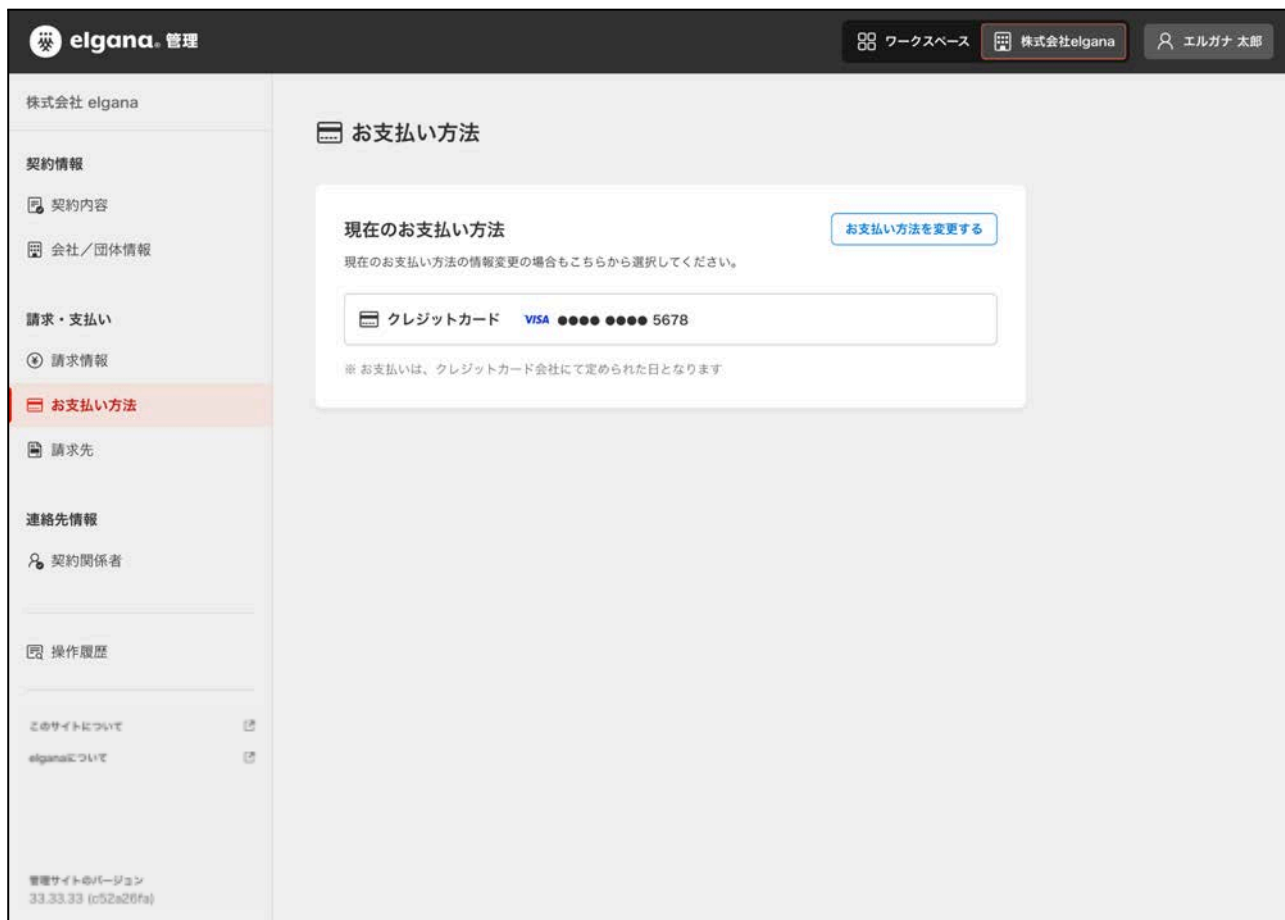 elgana® 管理
ワークスペース
株式会社elgana
エルガナ 太郎
株式会社 elgana
契約情報
契約内容
会社／団体情報
請求・支払い
請求情報
お支払い方法
請求先
連絡先情報
契約関係者
操作履歴
このサイトについて
elganaについて
管理サイトのバージョン
33.33.33 (c52a26fa)
お支払い方法
現在のお支払い方法
お支払い方法を変更する
現在のお支払い方法の情報変更の場合もこちらから選択してください。
クレジットカード VISA ●●●● ●●●● 5678
※ お支払いは、クレジットカード会社にて定められた日となります